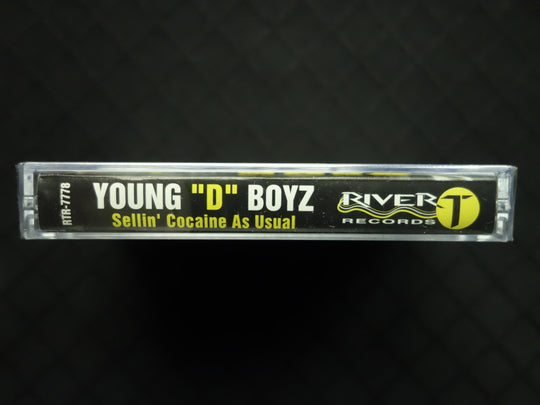 RTR-7778
YOUNG "D" BOYZ
Sellin' Cocaine As Usual
RIVER T
RECORDS